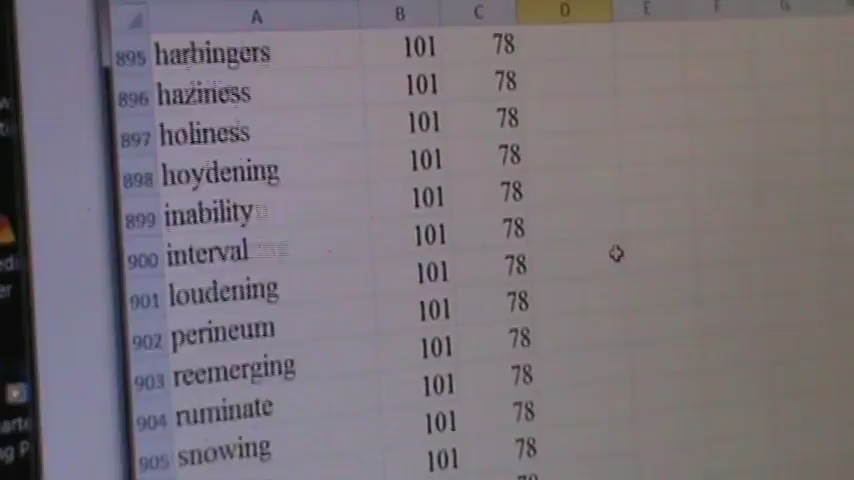 A B C D E F G
895 harbingers 101 78
896 haziness 101 78
897 holiness 101 78
898 hoydening 101 78
899 inability 101 78
900 interval 101 78
901 loudening 101 78
902 perineum 101 78
903 reemerging 101 78
904 ruminate 101 78
905 snowing 101 78
101 78